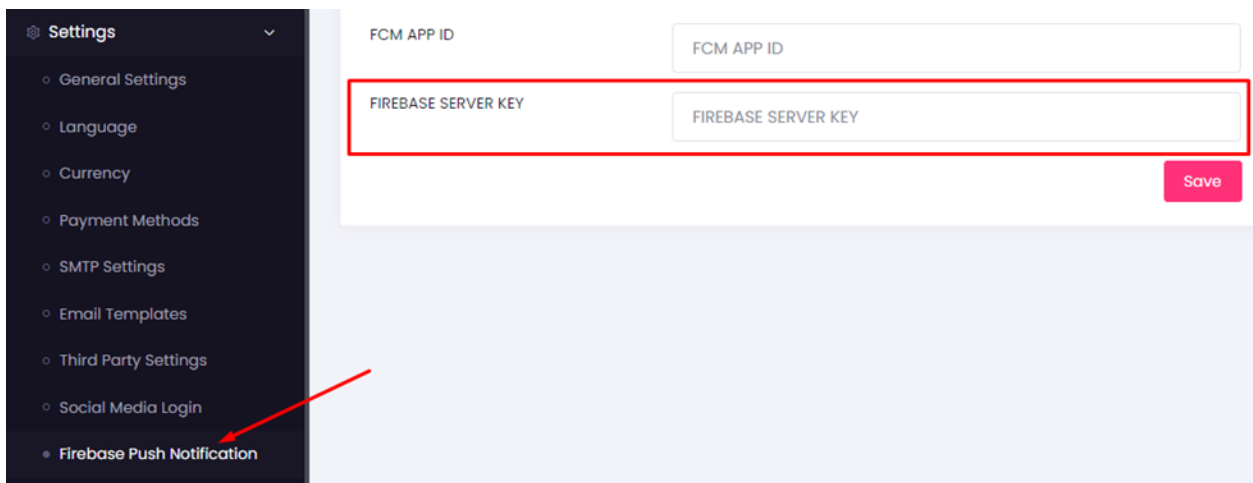 Settings
General Settings
Language
Currency
Payment Methods
SMTP Settings
Email Templates
Third Party Settings
Social Media Login
Firebase Push Notification
FCM APP ID
FCM APP ID
FIREBASE SERVER KEY
FIREBASE SERVER KEY
Save